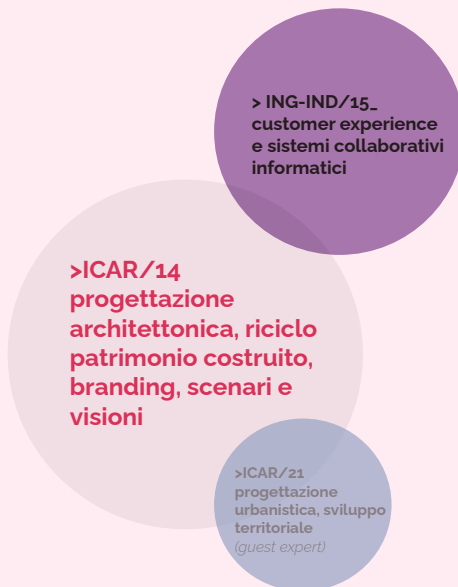 > ING-IND/15_
customer experience
e sistemi collaborativi
informatici
>ICAR/14
progettazione
architettonica, riciclo
patrimonio costruito,
branding, scenari e
visioni
>ICAR/21
progettazione
urbanistica, sviluppo
territoriale
(guest expert)